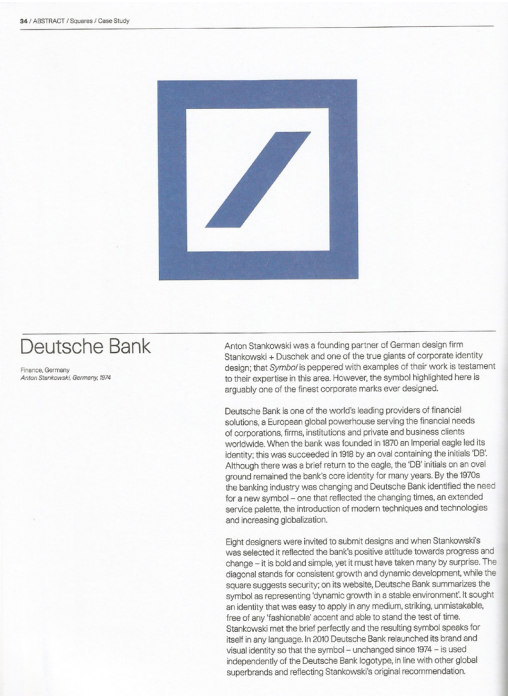 34 / ABSTRACT / Squares / Case Study
Deutsche Bank
Finance, Germany
Anton Stankowski, Germany, 1974
Anton Stankowski was a founding partner of German design firm
Stankowski + Duschek and one of the true giants of corporate identity
design; that Symbol is peppered with examples of their work is testament
to their expertise in this area. However, the symbol highlighted here is
arguably one of the finest corporate marks ever designed.
Deutsche Bank is one of the world's leading providers of financial
solutions, a European global powerhouse serving the financial needs
of corporations, firms, institutions and private and business clients
worldwide. When the bank was founded in 1870 an Imperial eagle led its
identity; this was succeeded in 1918 by an oval containing the initials 'DB'.
Although there was a brief return to the eagle, the 'DB' initials on an oval
ground remained the bank's core identity for many years. By the 1970s
the banking industry was changing and Deutsche Bank identified the need
for a new symbol – one that reflected the changing times, an extended
service palette, the introduction of modern techniques and technologies
and increasing globalization.
Eight designers were invited to submit designs and when Stankowski's
was selected it reflected the bank's positive attitude towards progress and
change – it is bold and simple, yet it must have taken many by surprise. The
diagonal stands for consistent growth and dynamic development, while the
square suggests security; on its website, Deutsche Bank summarizes the
symbol as representing 'dynamic growth in a stable environment'. It sought
an identity that was easy to apply in any medium, striking, unmistakable,
free of any 'fashionable' accent and able to stand the test of time.
Stankowski met the brief perfectly and the resulting symbol speaks for
itself in any language. In 2010 Deutsche Bank relaunched its brand and
visual identity so that the symbol – unchanged since 1974 – is used
independently of the Deutsche Bank logotype, in line with other global
superbrands and reflecting Stankowski's original recommendation.